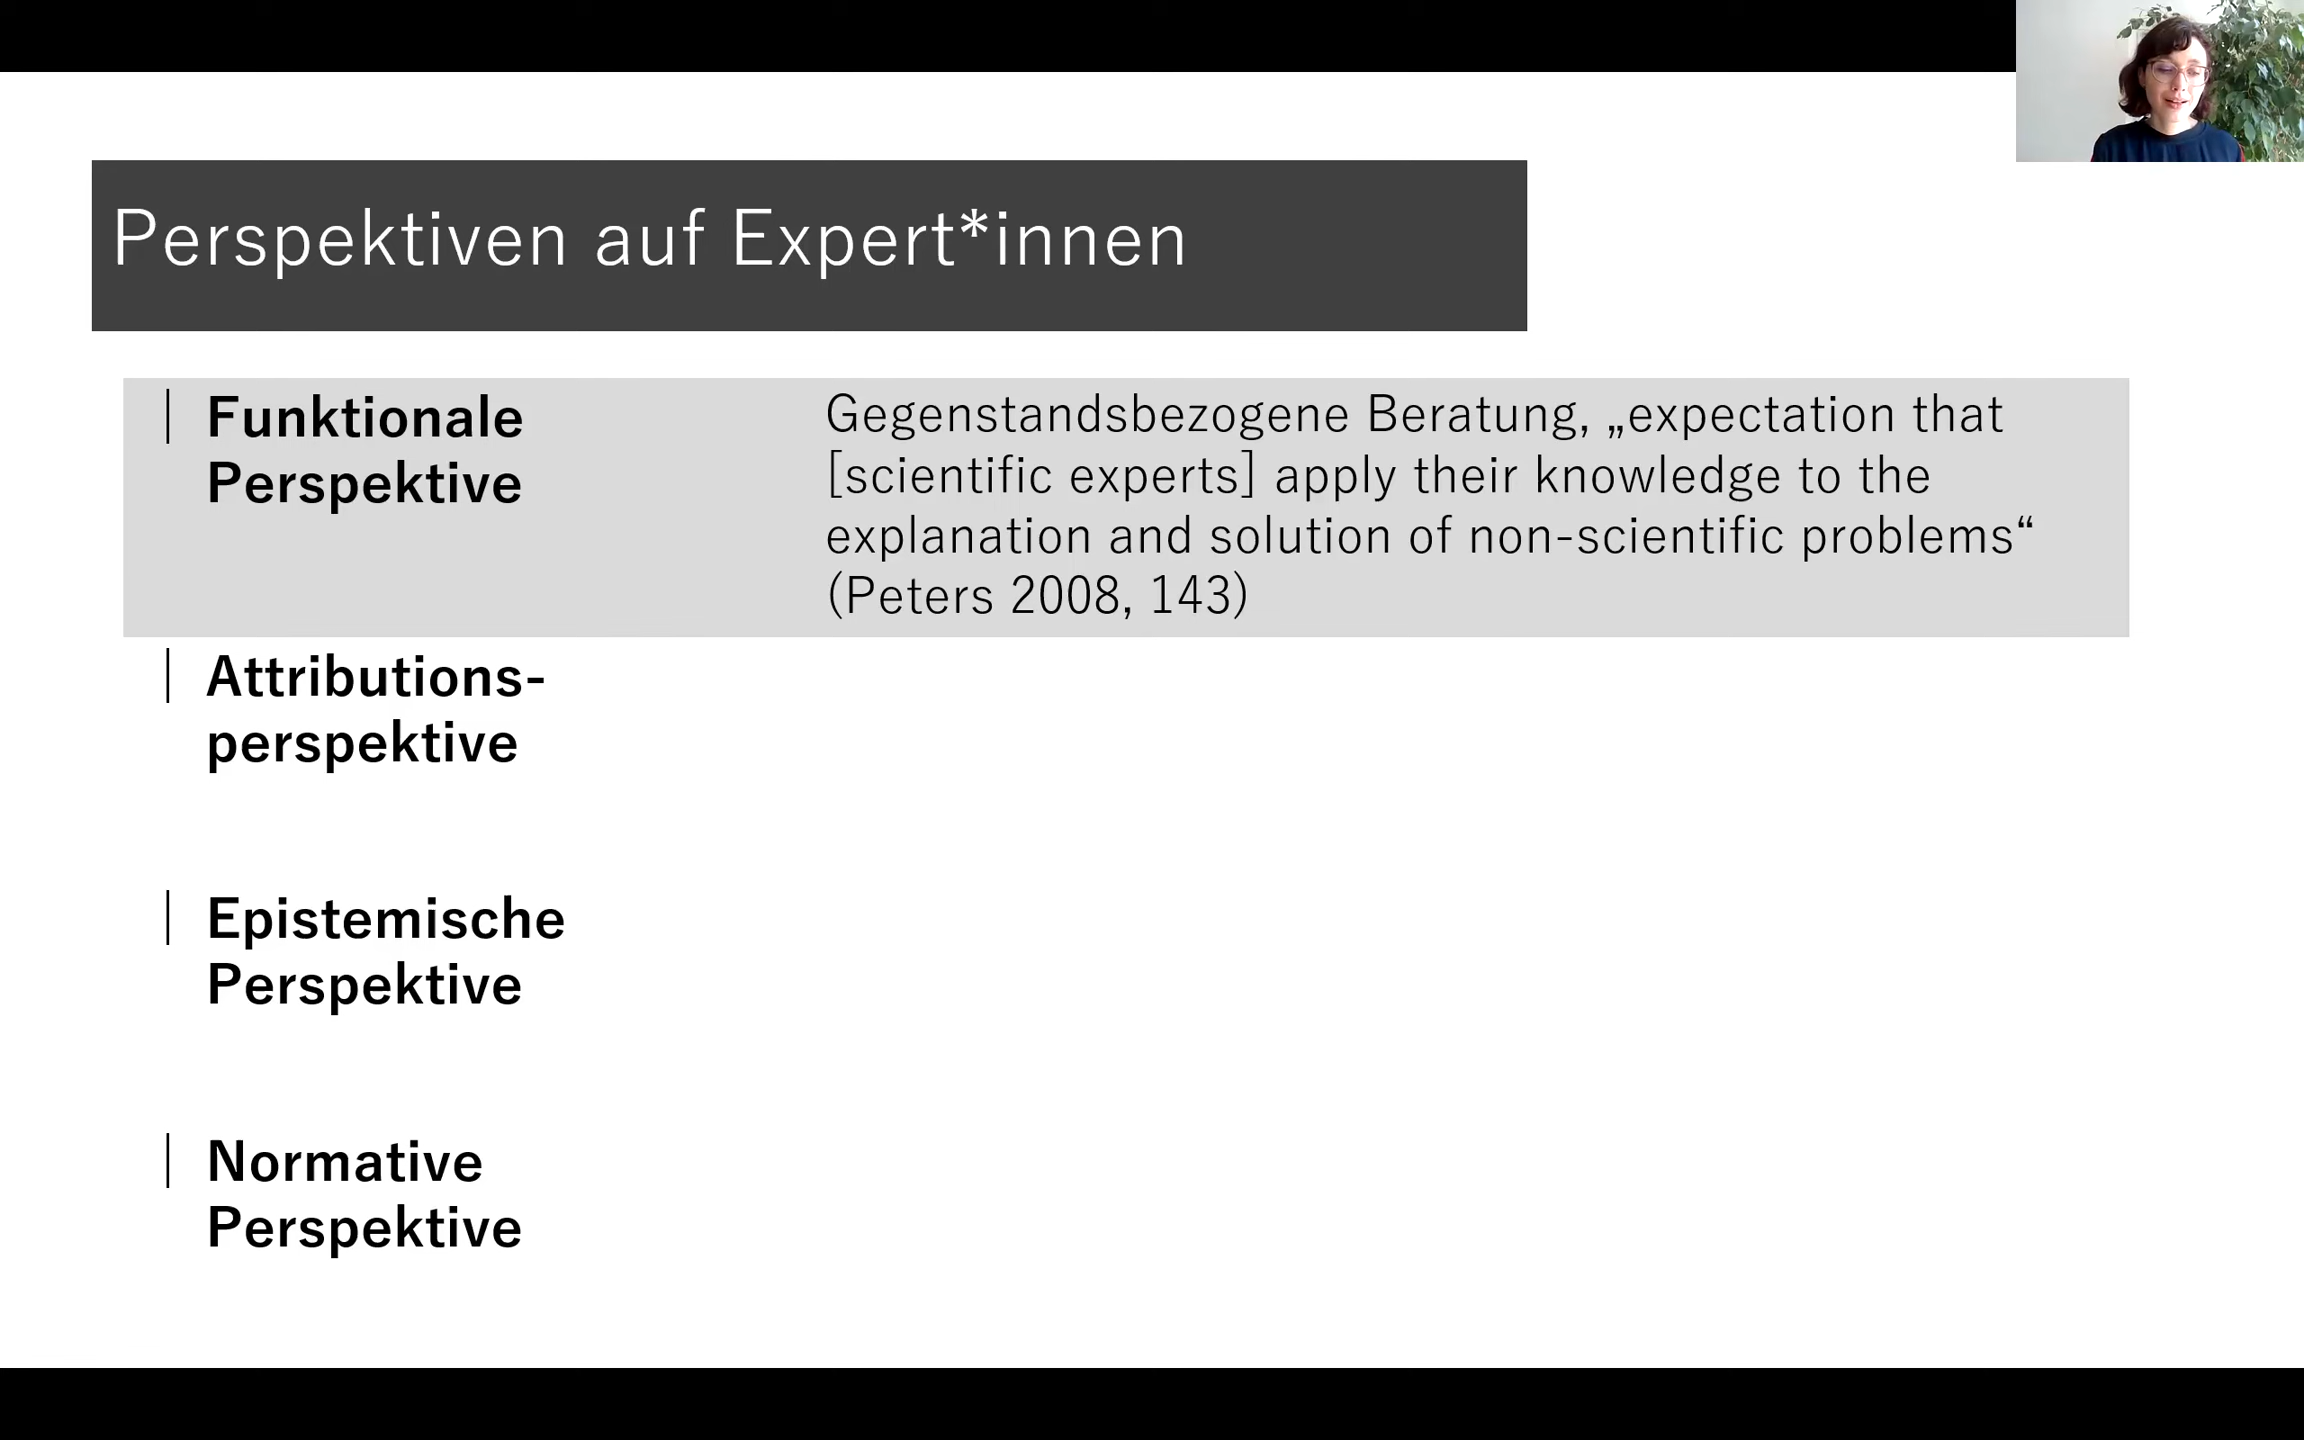 Perspektiven auf Expert*innen
Funktionale
Perspektive
Gegenstandsbezogene Beratung, „expectation that
[scientific experts] apply their knowledge to the
explanation and solution of non-scientific problems“
(Peters 2008, 143)
Attributions-
perspektive
Epistemische
Perspektive
Normative
Perspektive